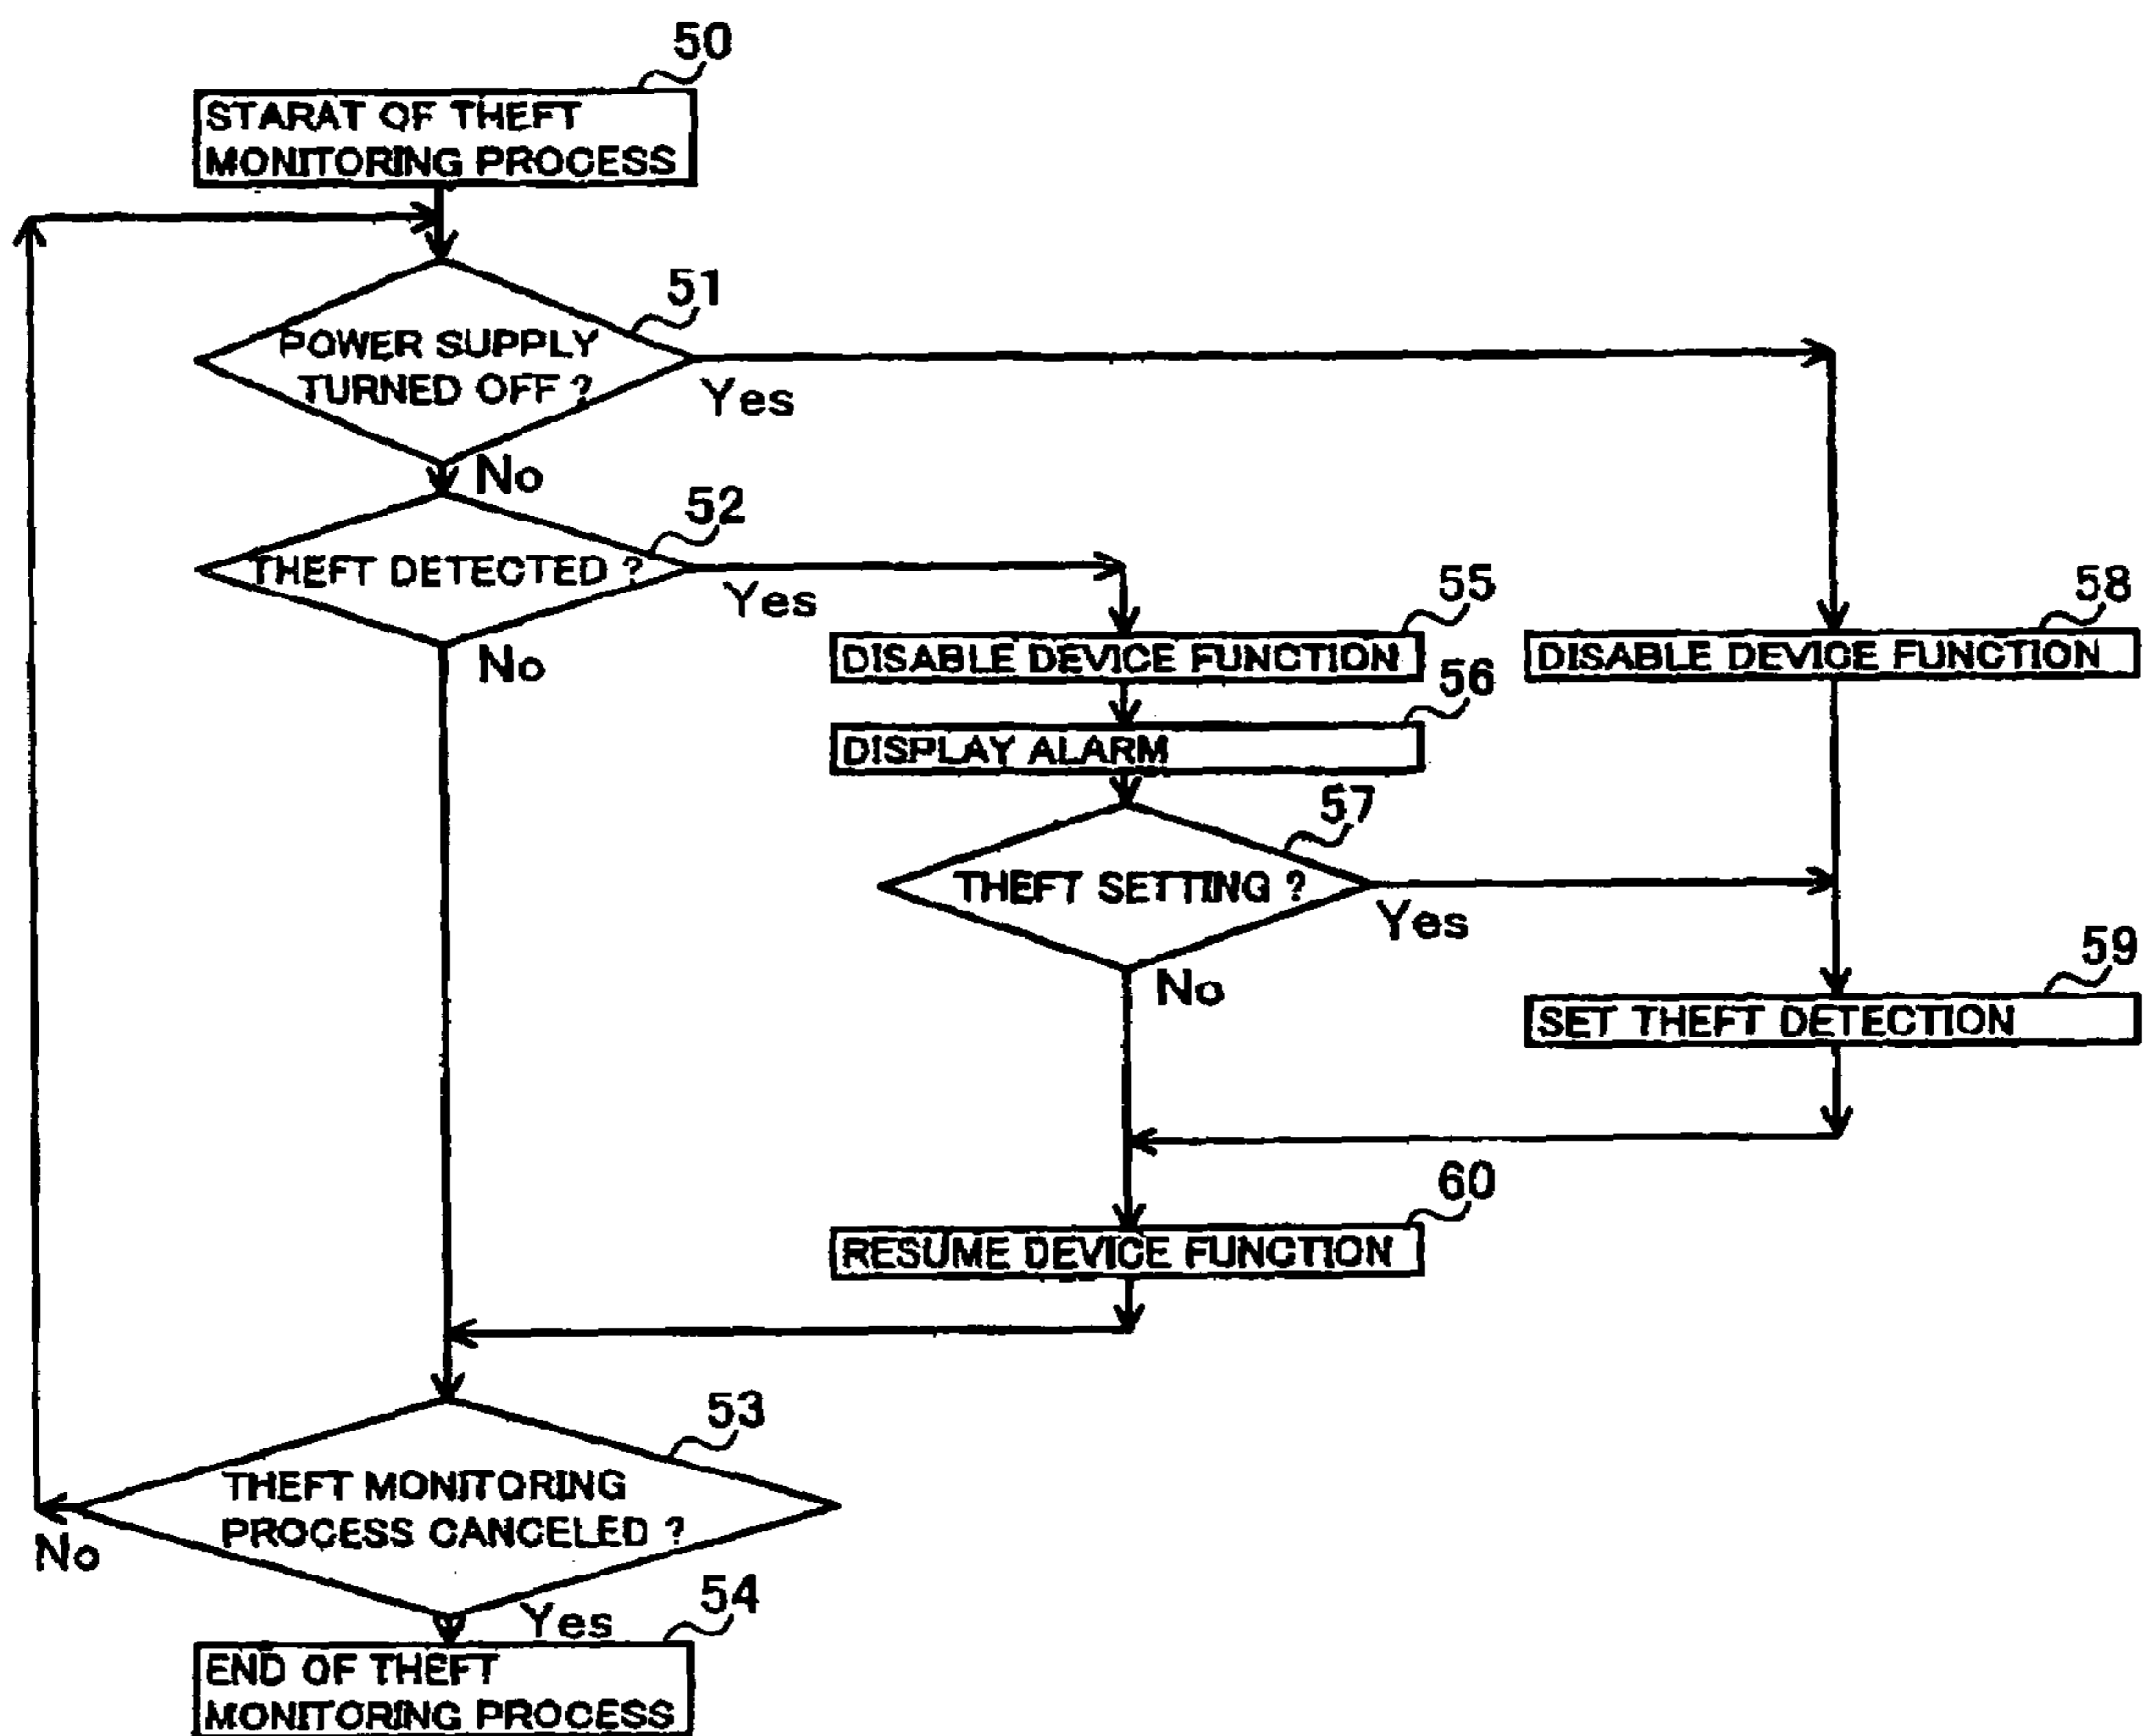 50
STARAT OF THEFT
MONITORING PROCESS
51
POWER SUPPLY
TURNED OFF ?
Yes
No
52
THEFT DETECTED ?
Yes
No
55
DISABLE DEVICE FUNCTION
58
DISABLE DEVICE FUNCTION
56
DISPLAY ALARM
57
THEFT SETTING ?
Yes
No
59
SET THEFT DETECTION
60
RESUME DEVICE FUNCTION
53
THEFT MONITORING
PROCESS CANCELED ?
No
Yes
54
END OF THEFT
MONITORING PROCESS